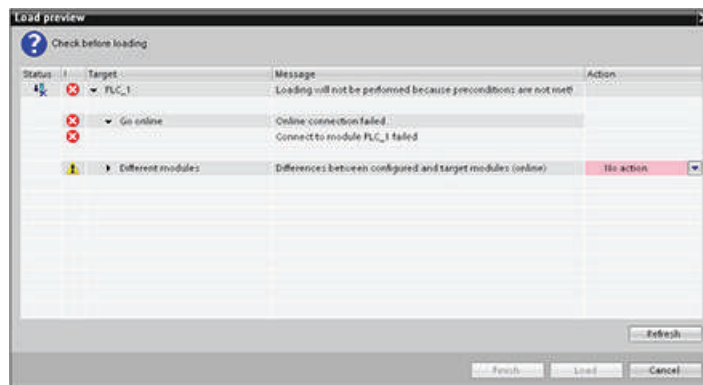 Load preview
Check before loading
Status ! Target Message Action
PLC_1 Loading will not be performed because preconditions are not met!
Go online Online connection failed.
Connect to module PLC_1 failed
Different modules Differences between configured and target modules (online) No action
Refresh
Finish Load Cancel